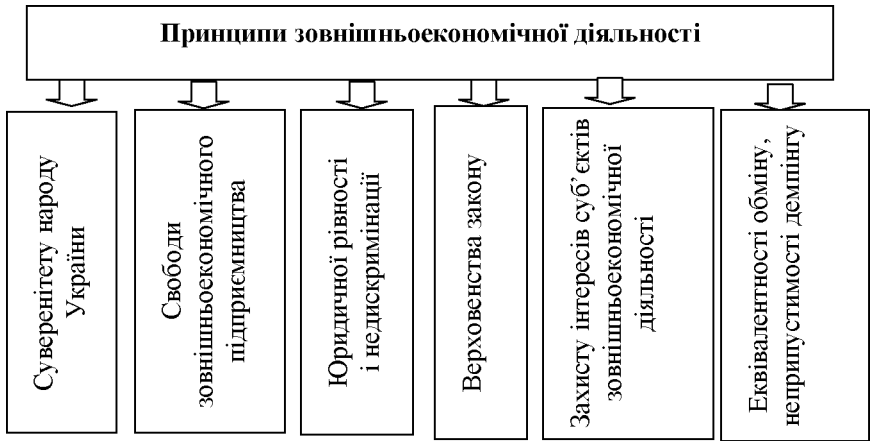 Принципи зовнішньоекономічної діяльності
Суверенітету народу
України
Свободи
зовнішньоекономічного
підприємництва
Юридичної рівності
і недискримінації
Верховенства закону
Захисту інтересів суб’єктів
зовнішньоекономічної
діяльності
Еквівалентності обміну,
неприпустимості демпінгу